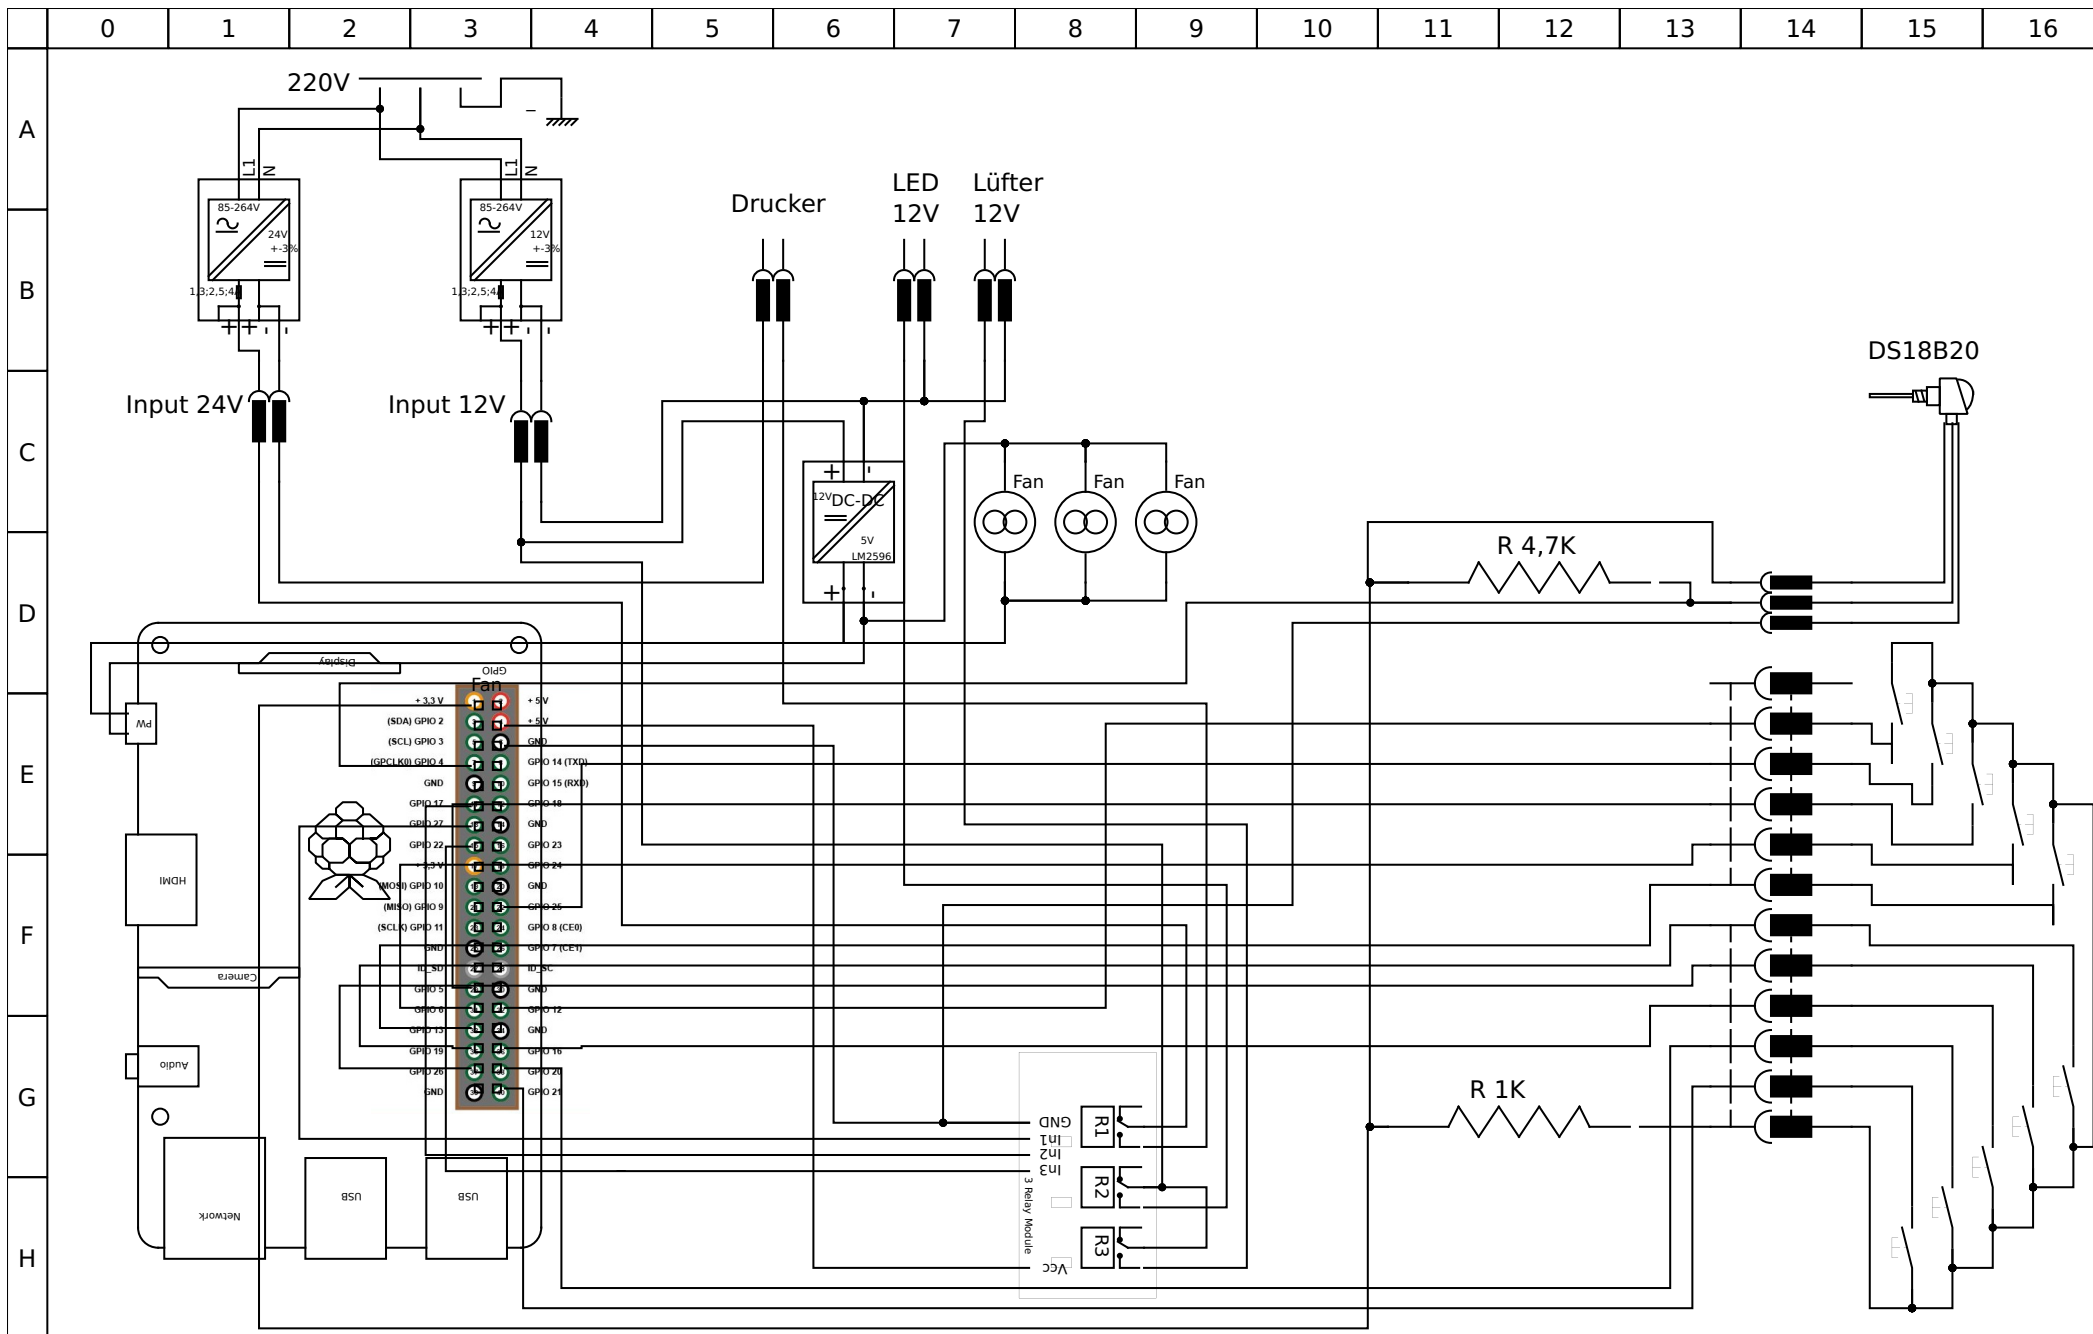 0 1 2 3 4 5 6 7 8 9 10 11 12 13 14 15 16
A
B
C
D
E
F
G
H
220V
L1
N
L1
N
85-264V
24V
+-3%
1,3;2,5;4A
+ +
85-264V
12V
+-3%
1,3;2,5;4A
+ +
Drucker
LED
12V
Lüfter
12V
Input 24V
Input 12V
DS18B20
+ -
12V
DC-DC
5V
LM2596
+ -
Fan
Fan
Fan
R 4,7K
Display
GPIO
Fan
+ 3,3 V
+ 5 V
(SDA) GPIO 2
+ 5 V
(SCL) GPIO 3
GND
(GPCLK0) GPIO 4
GPIO 14 (TXD)
GND
GPIO 15 (RXD)
GPIO 17
GPIO 18
GPIO 27
GND
GPIO 22
GPIO 23
+ 3,3 V
GPIO 24
(MOSI) GPIO 10
GND
(MISO) GPIO 9
GPIO 25
(SCLK) GPIO 11
GPIO 8 (CE0)
GND
GPIO 7 (CE1)
ID_SD
ID_SC
GPIO 5
GND
GPIO 6
GPIO 12
GPIO 13
GND
GPIO 19
GPIO 16
GPIO 26
GPIO 20
GND
GPIO 21
PW
HDMI
Camera
Audio
Network
USB
USB
GND
In1
In2
In3
3 Relay Module
Vcc
R1
R2
R3
R 1K